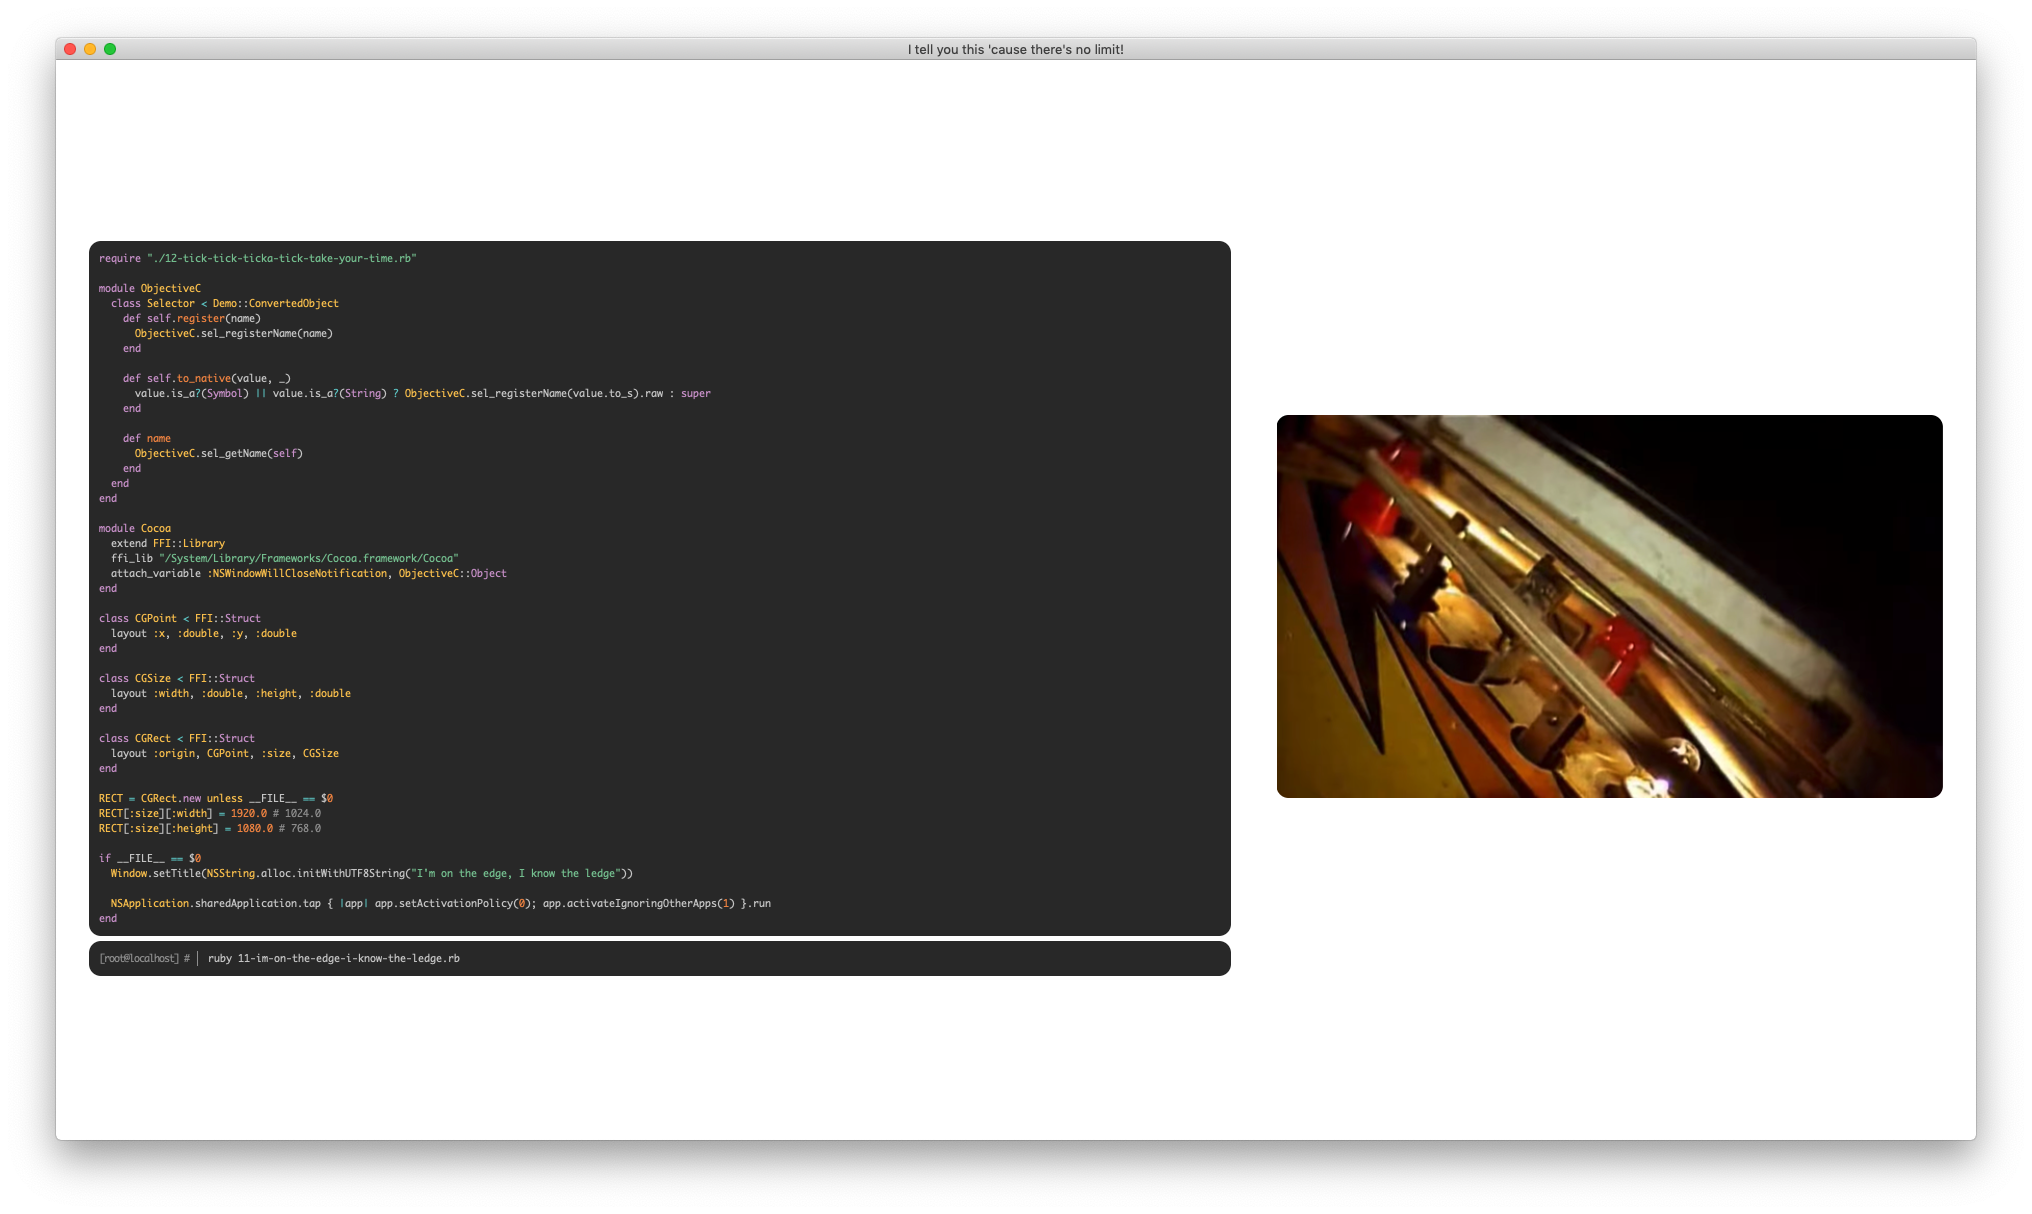 I tell you this 'cause there's no limit!
require "./12-tick-tick-ticka-tick-take-your-time.rb"
module ObjectiveC
class Selector < Demo::ConvertedObject
def self.register(name)
ObjectiveC.sel_registerName(name)
end
def self.to_native(value, _)
value.is_a?(Symbol) || value.is_a?(String) ? ObjectiveC.sel_registerName(value.to_s).raw : super
end
def name
ObjectiveC.sel_getName(self)
end
end
end
module Cocoa
extend FFI::Library
ffi_lib "/System/Library/Frameworks/Cocoa.framework/Cocoa"
attach_variable :NSWindowWillCloseNotification, ObjectiveC::Object
end
class CGPoint < FFI::Struct
layout :x, :double, :y, :double
end
class CGSize < FFI::Struct
layout :width, :double, :height, :double
end
class CGRect < FFI::Struct
layout :origin, CGPoint, :size, CGSize
end
RECT = CGRect.new unless __FILE__ == $0
RECT[:size][:width] = 1920.0 # 1024.0
RECT[:size][:height] = 1080.0 # 768.0
if __FILE__ == $0
Window.setTitle(NSString.alloc.initWithUTF8String("I'm on the edge, I know the ledge"))
NSApplication.sharedApplication.tap { |app| app.setActivationPolicy(0); app.activateIgnoringOtherApps(1) }.run
end
[root@localhost] # | ruby 11-im-on-the-edge-i-know-the-ledge.rb